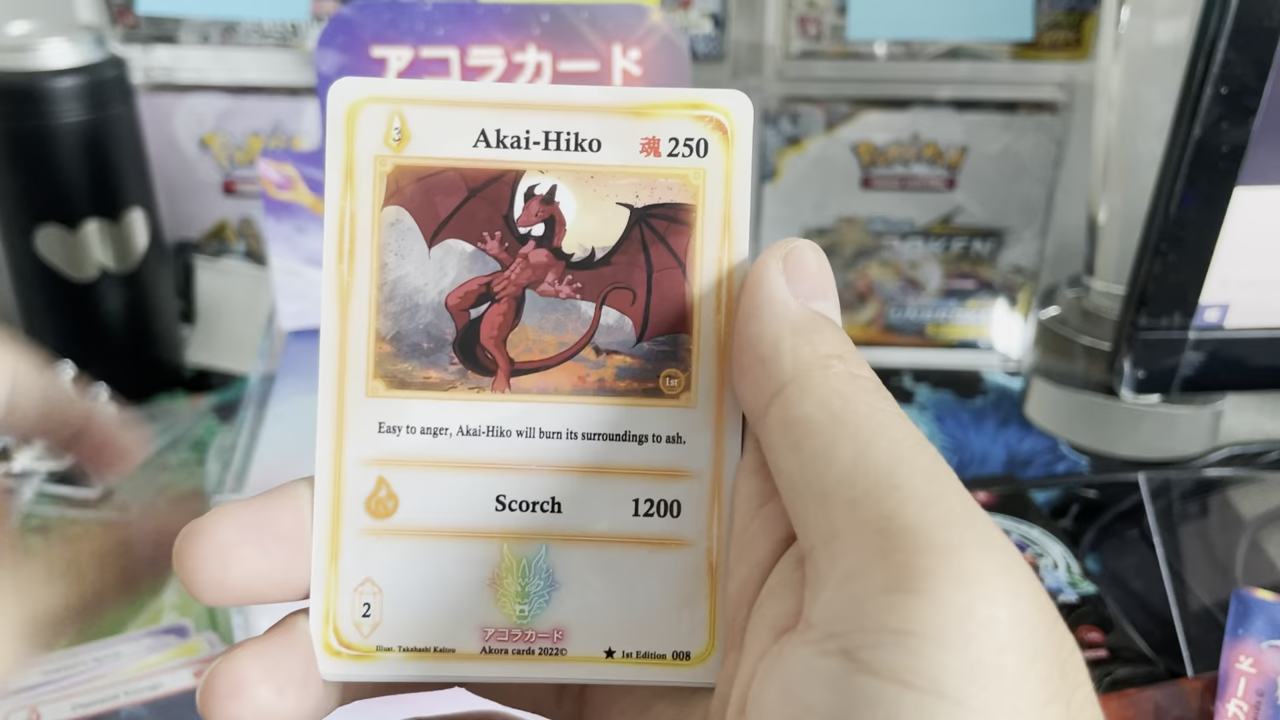 アコラカード
3
Akai-Hiko
魂 250
1st
Easy to anger, Akai-Hiko will burn its surroundings to ash.
Scorch 1200
2
アコラカード
Illust. Takahashi Kaitou
Akora cards 2022©
★ 1st Edition 008
Pokémon